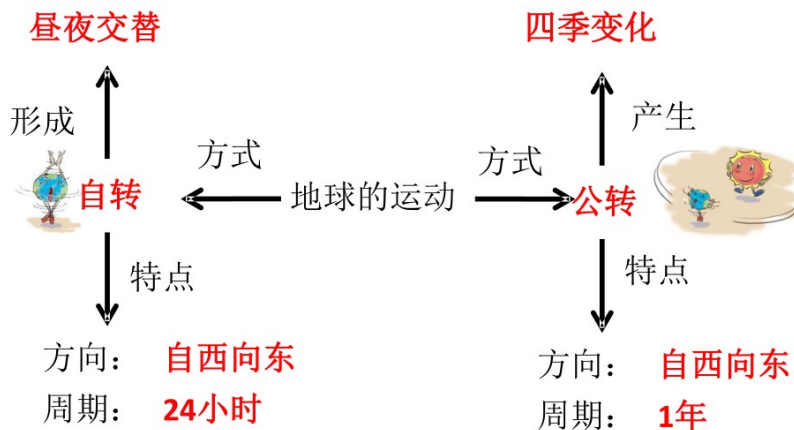 昼夜交替
四季变化
形成
产生
方式
方式
自转
地球的运动
公转
特点
特点
方向： 自西向东
方向： 自西向东
周期： 24小时
周期： 1年